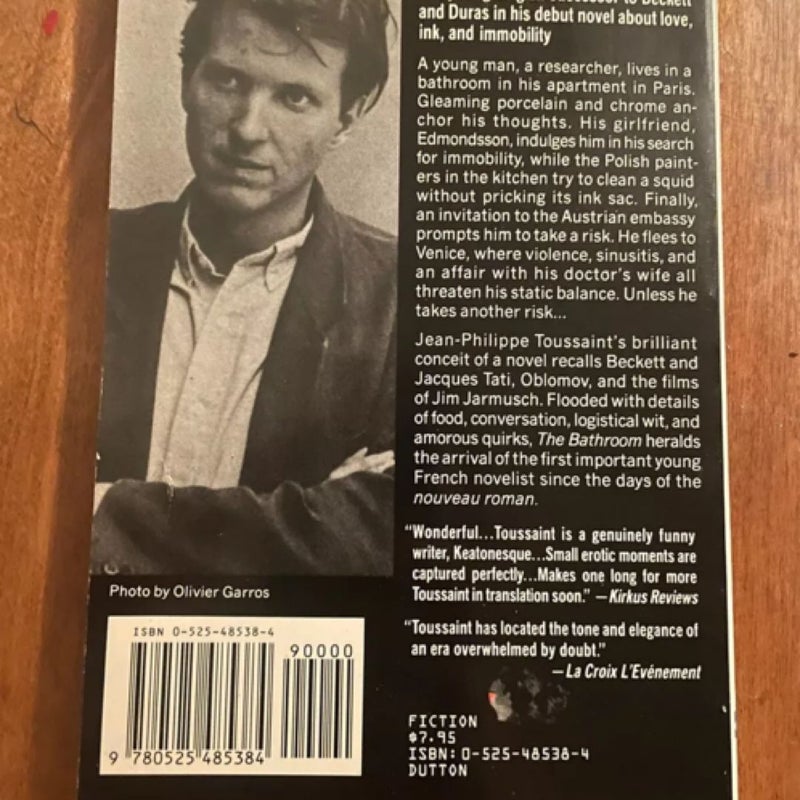 and Duras in his debut novel about love,
ink, and immobility
A young man, a researcher, lives in a
bathroom in his apartment in Paris.
Gleaming porcelain and chrome an-
chor his thoughts. His girlfriend,
Edmondsson, indulges him in his search
for immobility, while the Polish paint-
ers in the kitchen try to clean a squid
without pricking its ink sac. Finally,
an invitation to the Austrian embassy
prompts him to take a risk. He flees to
Venice, where violence, sinusitis, and
an affair with his doctor's wife all
threaten his static balance. Unless he
takes another risk...
Jean-Philippe Toussaint's brilliant
conceit of a novel recalls Beckett and
Jacques Tati, Oblomov, and the films
of Jim Jarmusch. Flooded with details
of food, conversation, logistical wit, and
amorous quirks, The Bathroom heralds
the arrival of the first important young
French novelist since the days of the
nouveau roman.
"Wonderful...Toussaint is a genuinely funny
writer, Keatonesque...Small erotic moments are
captured perfectly...Makes one long for more
Toussaint in translation soon." —Kirkus Reviews
"Toussaint has located the tone and elegance of
an era overwhelmed by doubt."
—La Croix L'Evénement
Photo by Olivier Garros
ISBN 0-525-48538-4
90000
9 780525 485384
FICTION
$7.95
ISBN: 0-525-48538-4
DUTTON